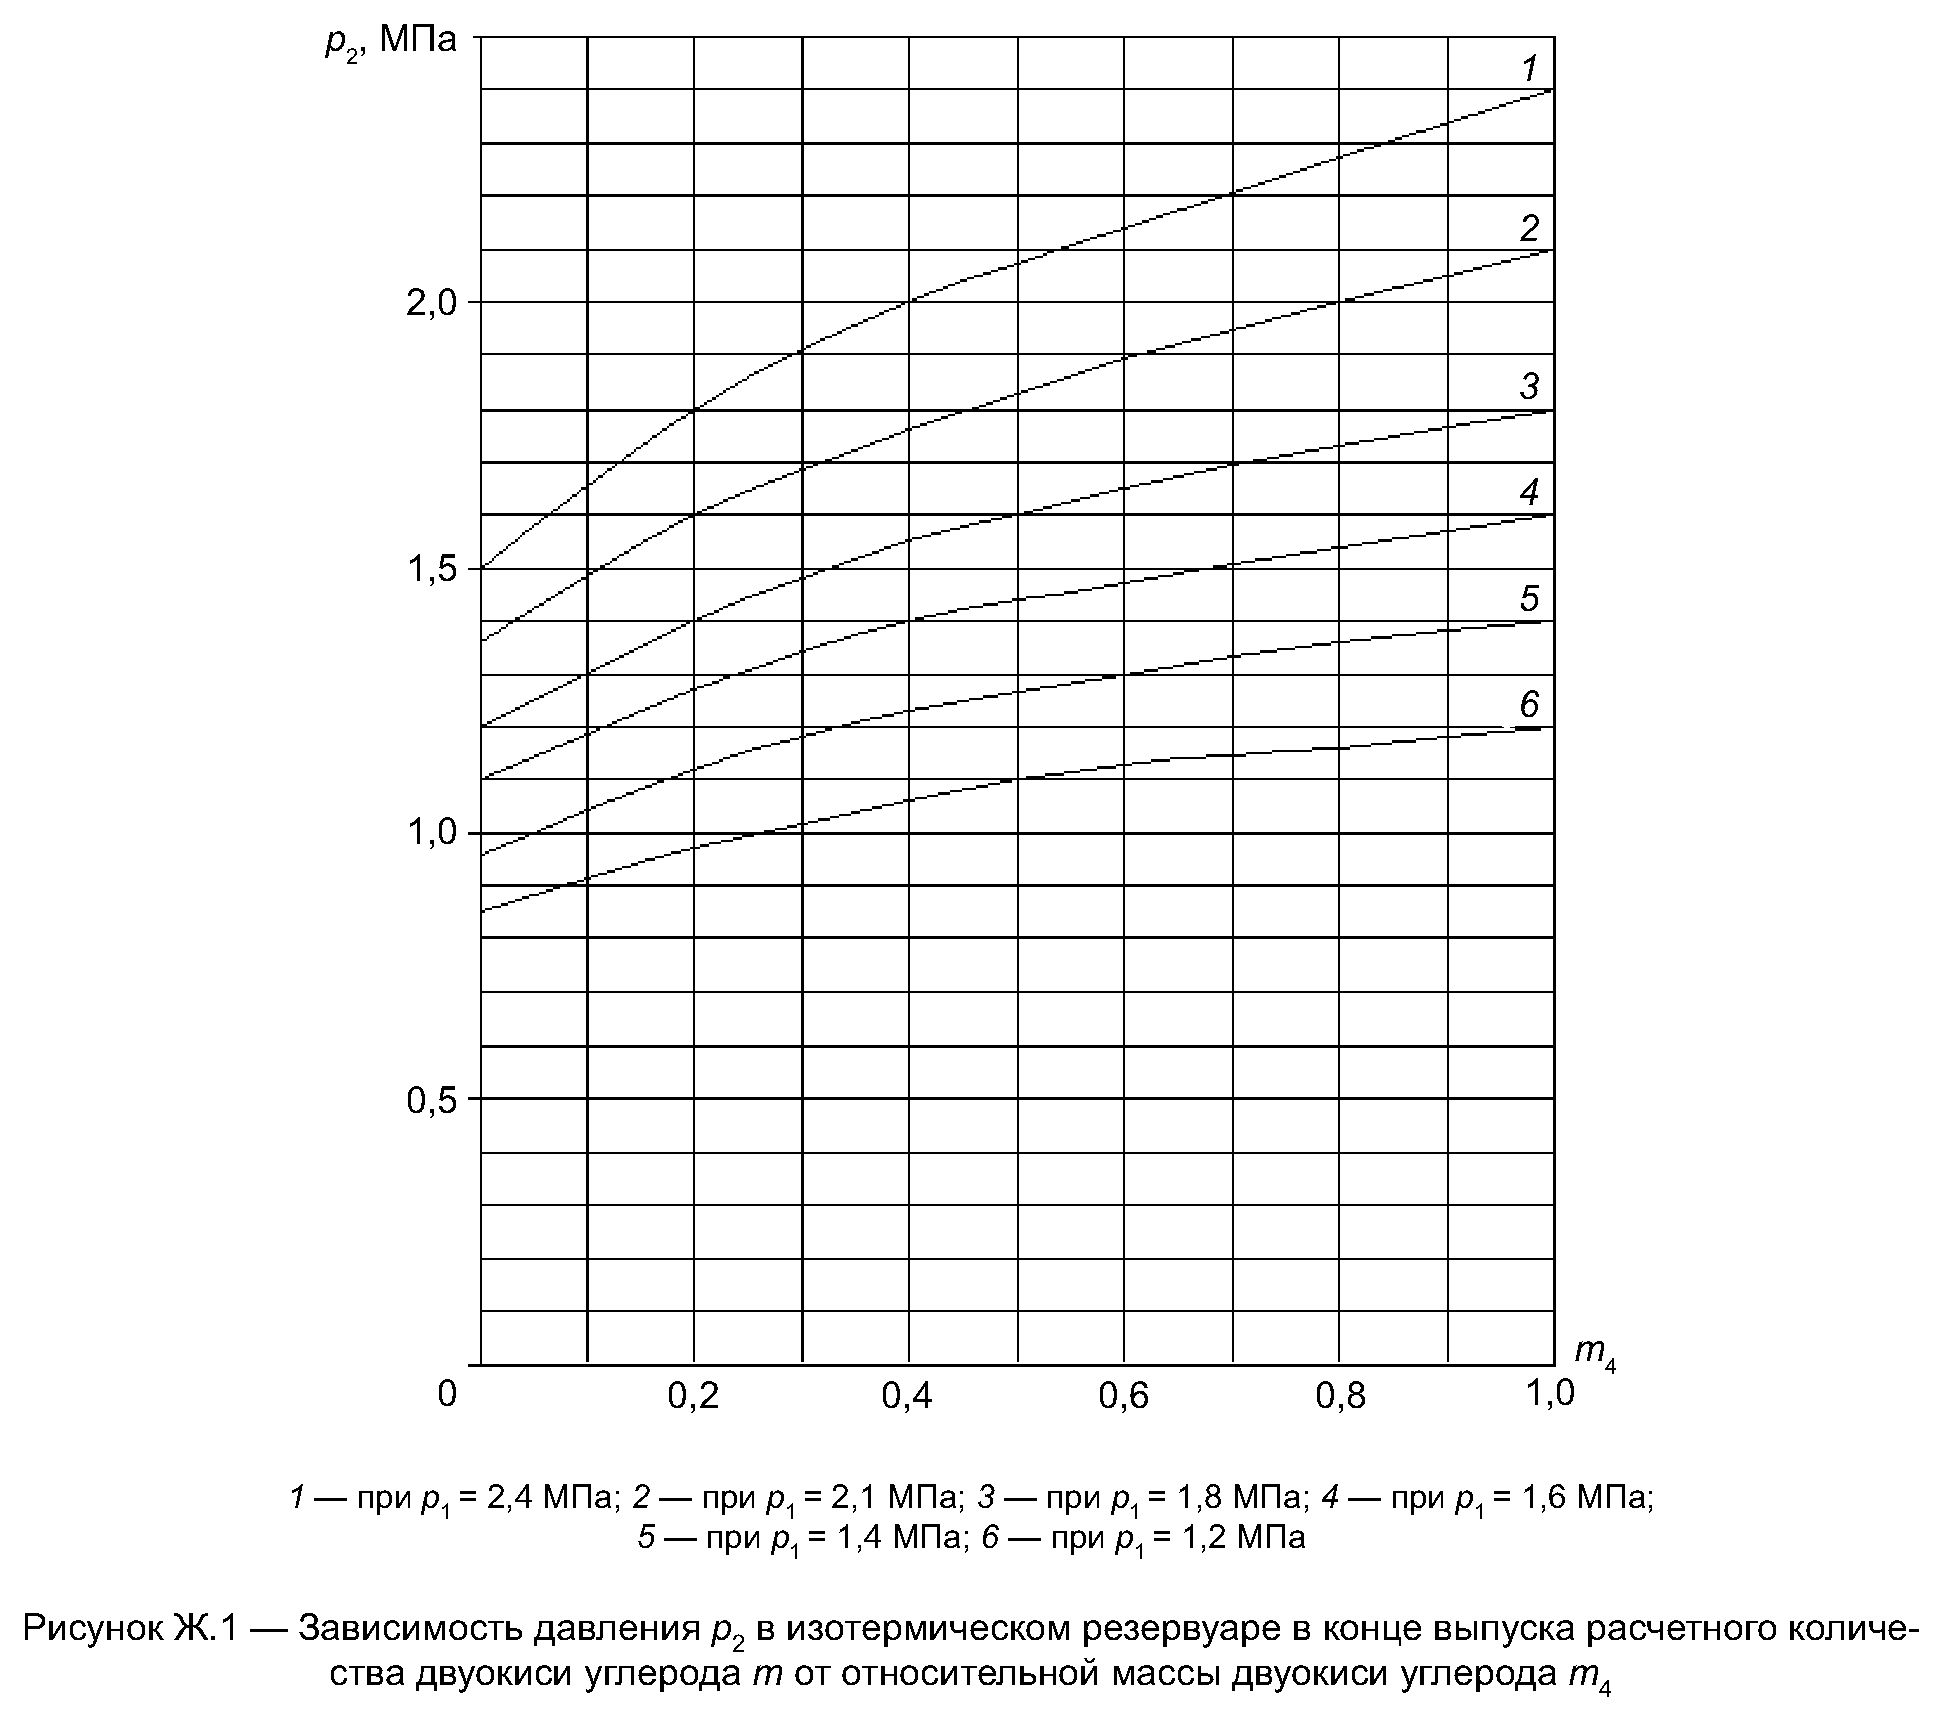 p2, МПа
1
2
2,0
3
4
1,5
5
6
1,0
0,5
m4
0 0,2 0,4 0,6 0,8 1,0
1 — при p1 = 2,4 МПа; 2 — при p1 = 2,1 МПа; 3 — при p1 = 1,8 МПа; 4 — при p1 = 1,6 МПа;
5 — при p1 = 1,4 МПа; 6 — при p1 = 1,2 МПа
Рисунок Ж.1 — Зависимость давления p2 в изотермическом резервуаре в конце выпуска расчетного количе-
ства двуокиси углерода m от относительной массы двуокиси углерода m4